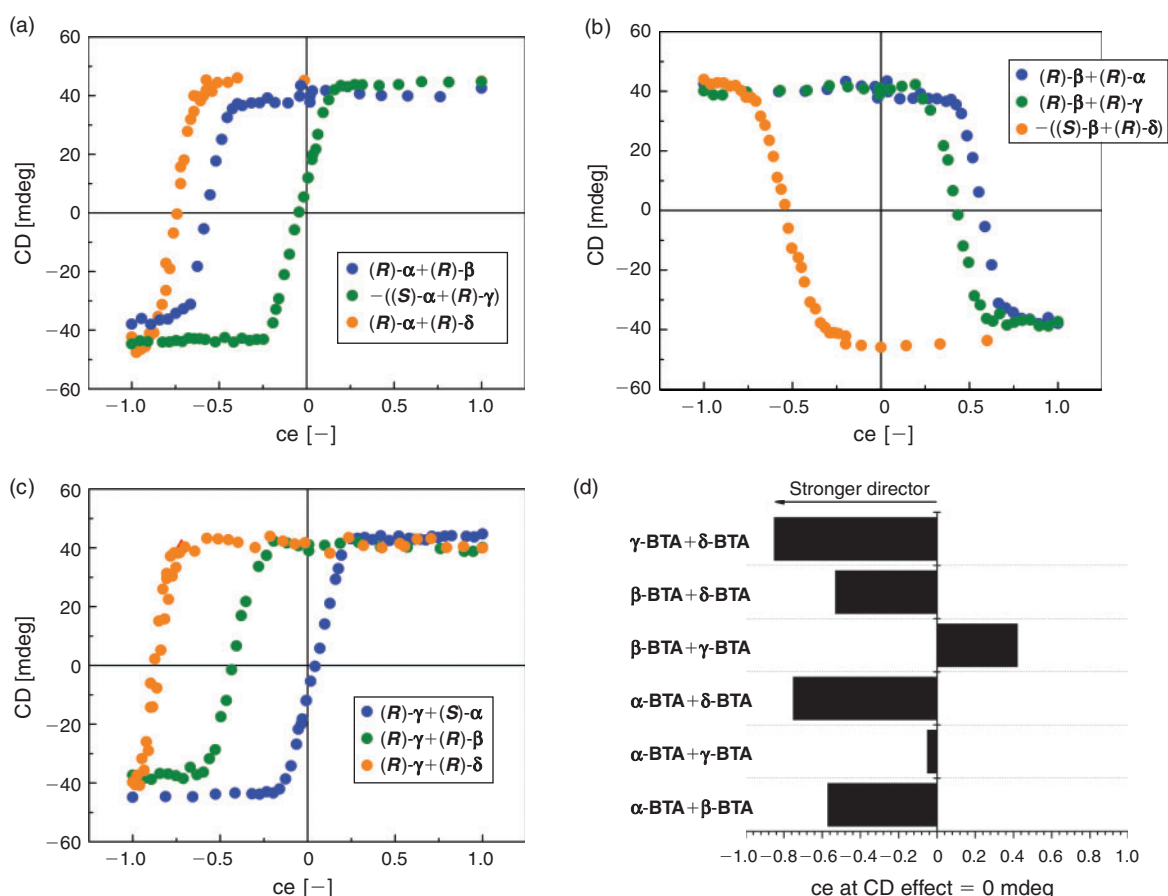 (a)
60
40
20
0
−20
−40
−60
CD [mdeg]
(R)-α+(R)-β
−((S)-α+(R)-γ)
(R)-α+(R)-δ
−1.0 −0.5 0 0.5 1.0
ce [−]
(b)
60
40
20
0
−20
−40
−60
CD [mdeg]
(R)-β+(R)-α
(R)-β+(R)-γ
−((S)-β+(R)-δ)
−1.0 −0.5 0 0.5 1.0
ce [−]
(c)
60
40
20
0
−20
−40
−60
CD [mdeg]
(R)-γ+(S)-α
(R)-γ+(R)-β
(R)-γ+(R)-δ
−1.0 −0.5 0 0.5 1.0
ce [−]
(d)
Stronger director
γ-BTA+δ-BTA
β-BTA+δ-BTA
β-BTA+γ-BTA
α-BTA+δ-BTA
α-BTA+γ-BTA
α-BTA+β-BTA
−1.0 −0.8 −0.6 −0.4 −0.2 0 0.2 0.4 0.6 0.8 1.0
ce at CD effect = 0 mdeg